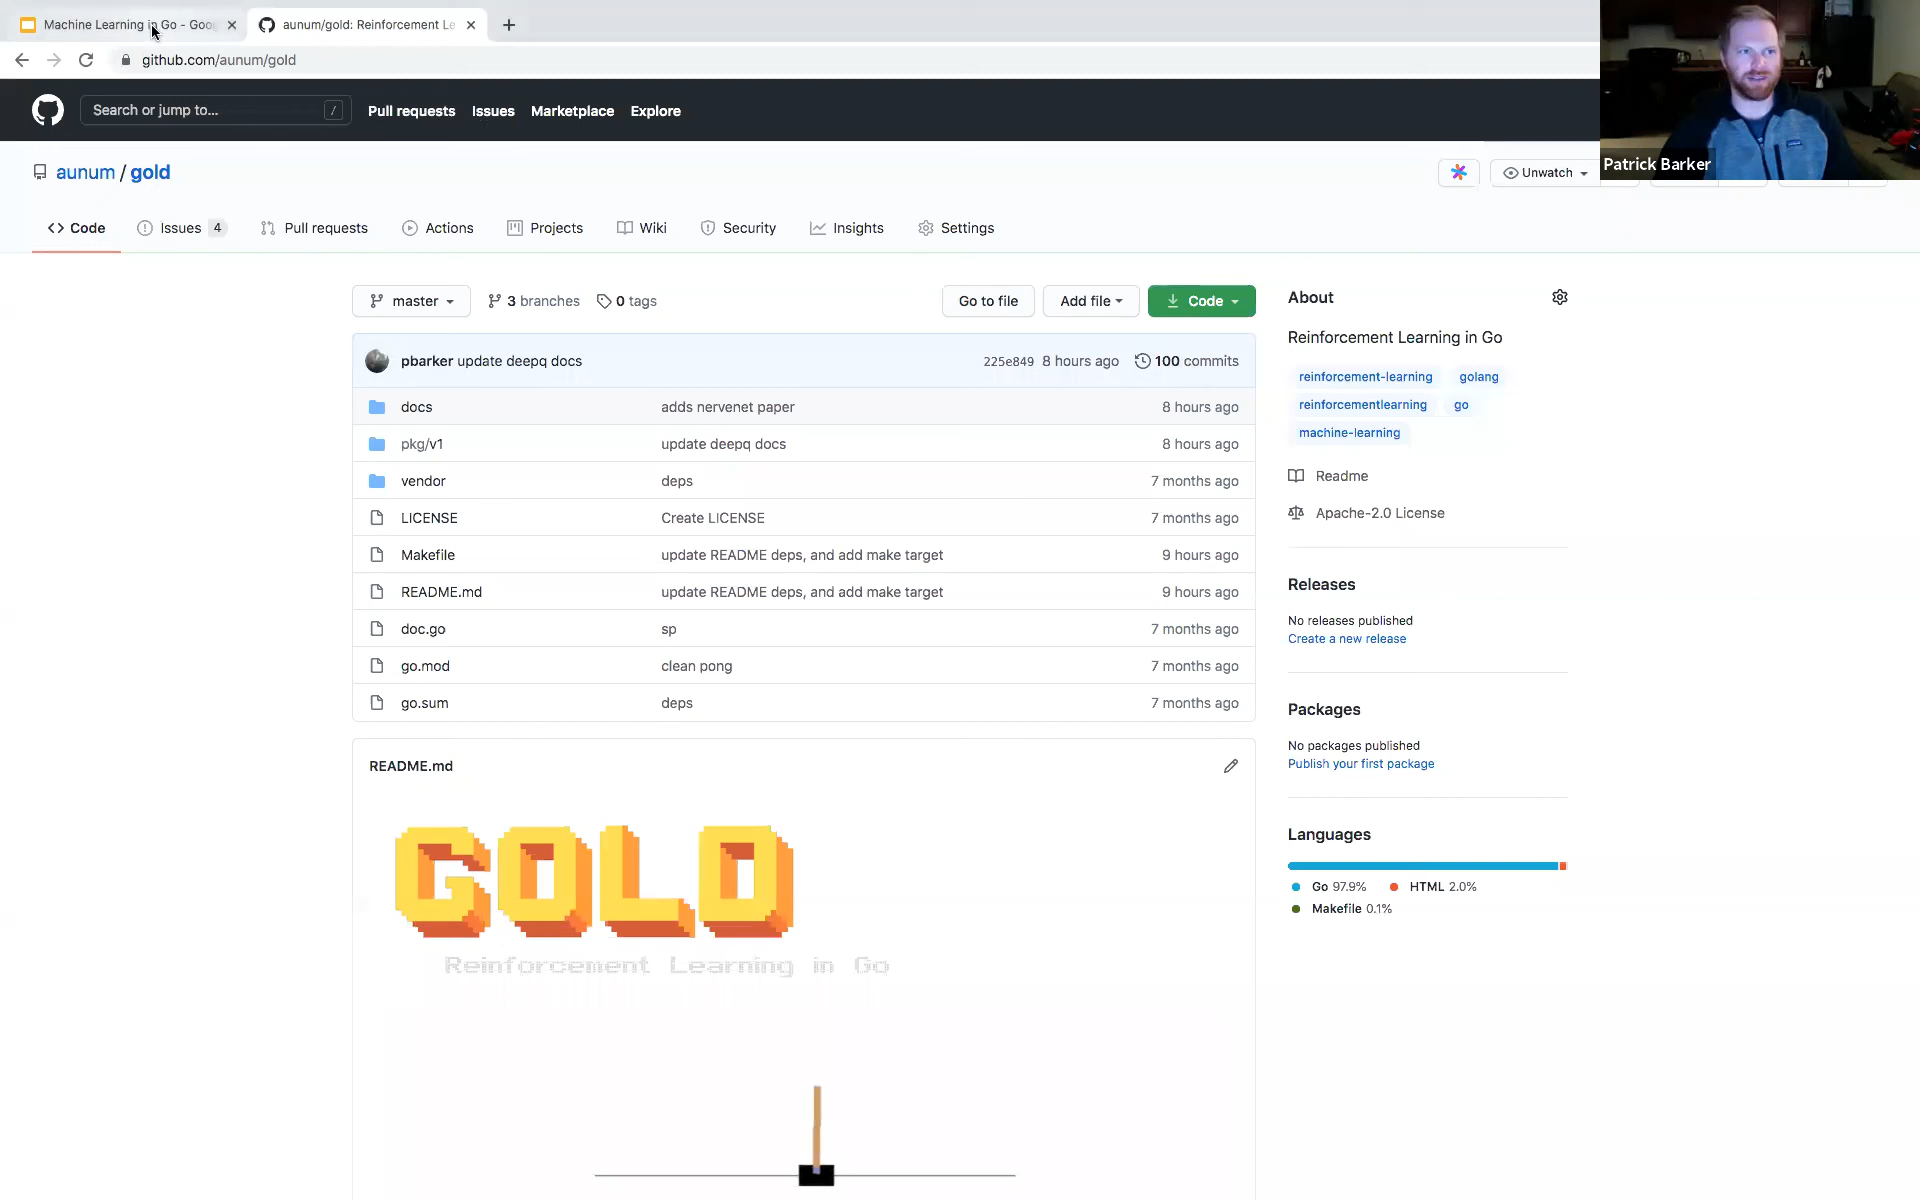 Machine Learning in Go - Goo
aunum/gold: Reinforcement Le
github.com/aunum/gold
Search or jump to...
/
Pull requests
Issues
Marketplace
Explore
Patrick Barker
aunum / gold
Unwatch
Code
Issues 4
Pull requests
Actions
Projects
Wiki
Security
Insights
Settings
master
3 branches
0 tags
Go to file
Add file
Code
pbarker update deepq docs
225e849 8 hours ago
100 commits
docs
adds nervenet paper
8 hours ago
pkg/v1
update deepq docs
8 hours ago
vendor
deps
7 months ago
LICENSE
Create LICENSE
7 months ago
Makefile
update README deps, and add make target
9 hours ago
README.md
update README deps, and add make target
9 hours ago
doc.go
sp
7 months ago
go.mod
clean pong
7 months ago
go.sum
deps
7 months ago
README.md
GOLD
Reinforcement Learning in Go
About
Reinforcement Learning in Go
reinforcement-learning
golang
reinforcementlearning
go
machine-learning
Readme
Apache-2.0 License
Releases
No releases published
Create a new release
Packages
No packages published
Publish your first package
Languages
Go 97.9%
HTML 2.0%
Makefile 0.1%